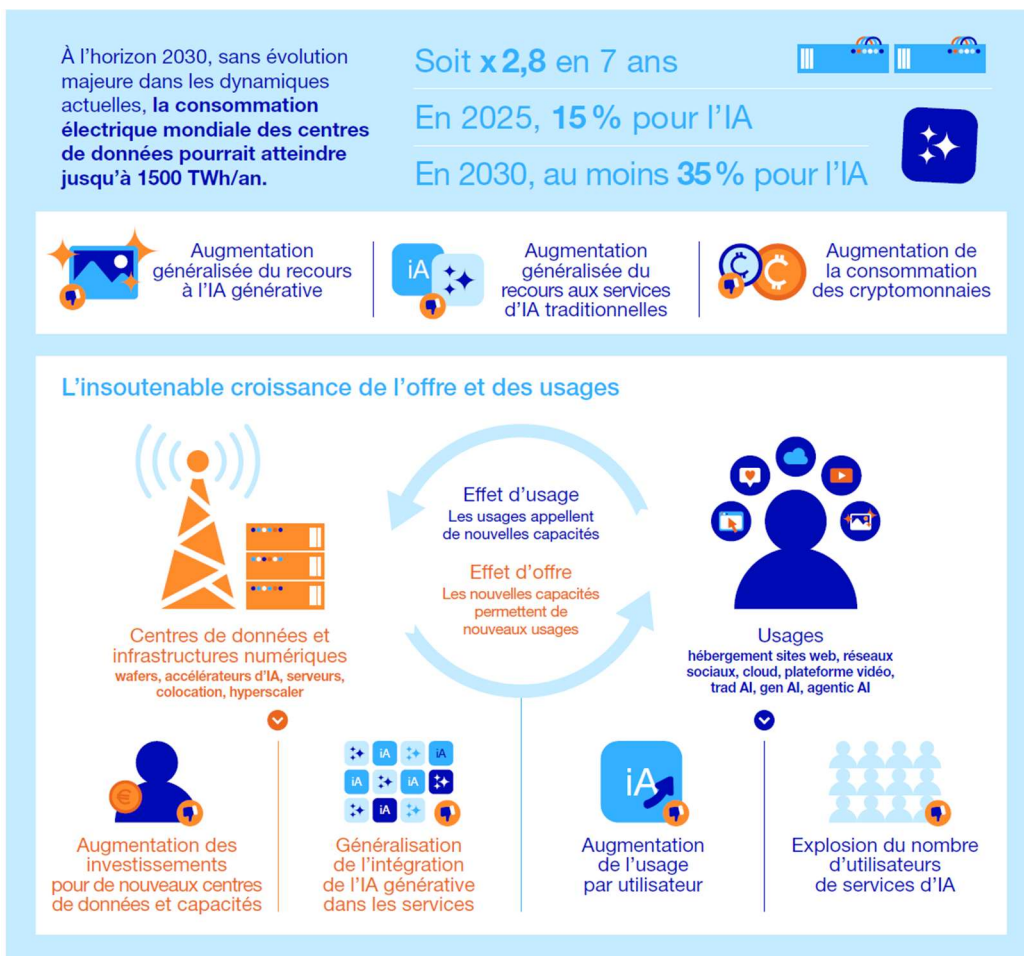 À l’horizon 2030, sans évolution
majeure dans les dynamiques
actuelles, la consommation
électrique mondiale des centres
de données pourrait atteindre
jusqu’à 1500 TWh/an.
Soit x 2,8 en 7 ans
En 2025, 15 % pour l’IA
En 2030, au moins 35 % pour l’IA
Augmentation
généralisée du recours
à l’IA générative
iA
Augmentation
généralisée du
recours aux services
d’IA traditionnelles
Augmentation de
la consommation
des cryptomonnaies
L’insoutenable croissance de l’offre et des usages
Effet d’usage
Les usages appellent
de nouvelles capacités
Effet d’offre
Les nouvelles capacités
permettent de
nouveaux usages
Centres de données et
infrastructures numériques
wafers, accélérateurs d’IA, serveurs,
colocation, hyperscaler
Usages
hébergement sites web, réseaux
sociaux, cloud, plateforme vidéo,
trad AI, gen AI, agentic AI
€
Augmentation des
investissements
pour de nouveaux centres
de données et capacités
iA iA
iA iA
iA
Généralisation
de l’intégration
de l’IA générative
dans les services
iA
Augmentation
de l’usage
par utilisateur
Explosion du nombre
d’utilisateurs
de services d’IA